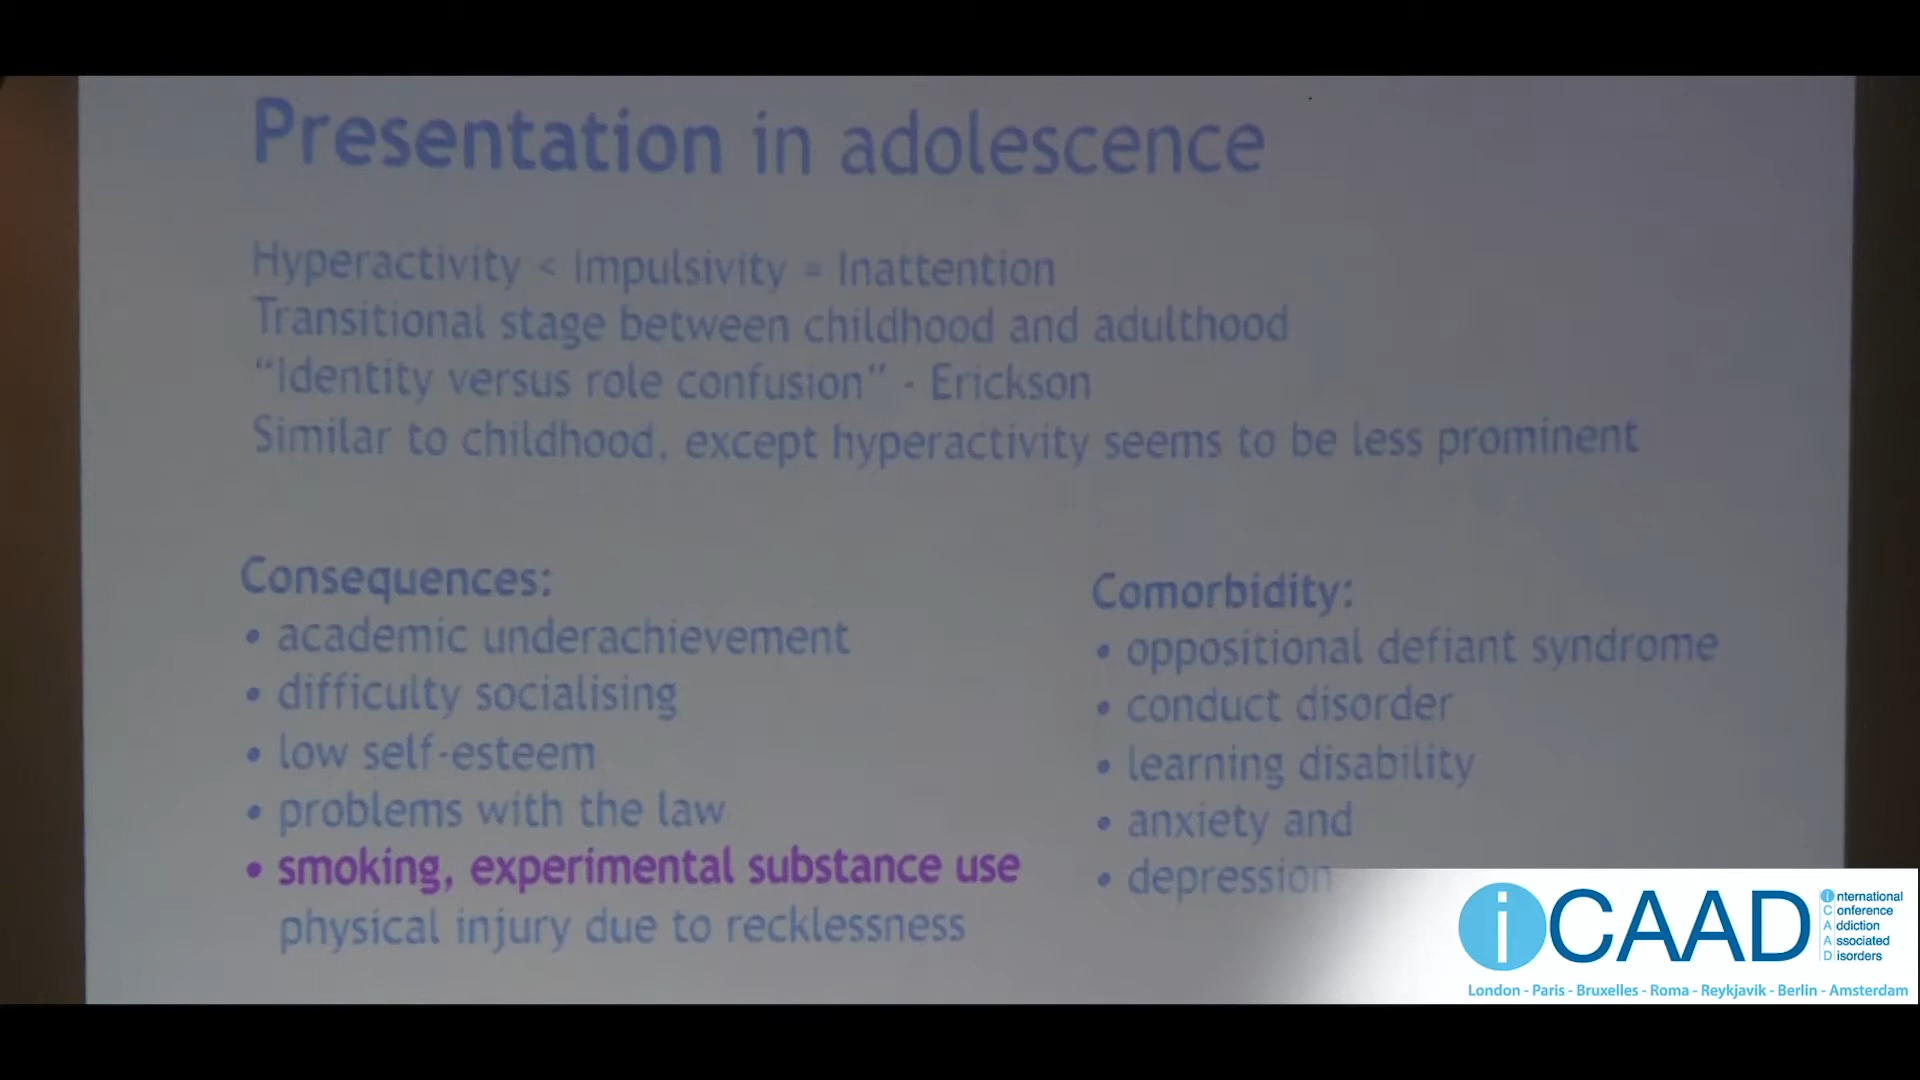 Presentation in adolescence
Hyperactivity < Impulsivity = Inattention
Transitional stage between childhood and adulthood
“Identity versus role confusion” - Erickson
Similar to childhood, except hyperactivity seems to be less prominent
Consequences:
• academic underachievement
• difficulty socialising
• low self-esteem
• problems with the law
• smoking, experimental substance use
physical injury due to recklessness
Comorbidity:
• oppositional defiant syndrome
• conduct disorder
• learning disability
• anxiety and
• depression
iCAAD
international
Conference
Addiction
Associated
Disorders
London - Paris - Bruxelles - Roma - Reykjavik - Berlin - Amsterdam